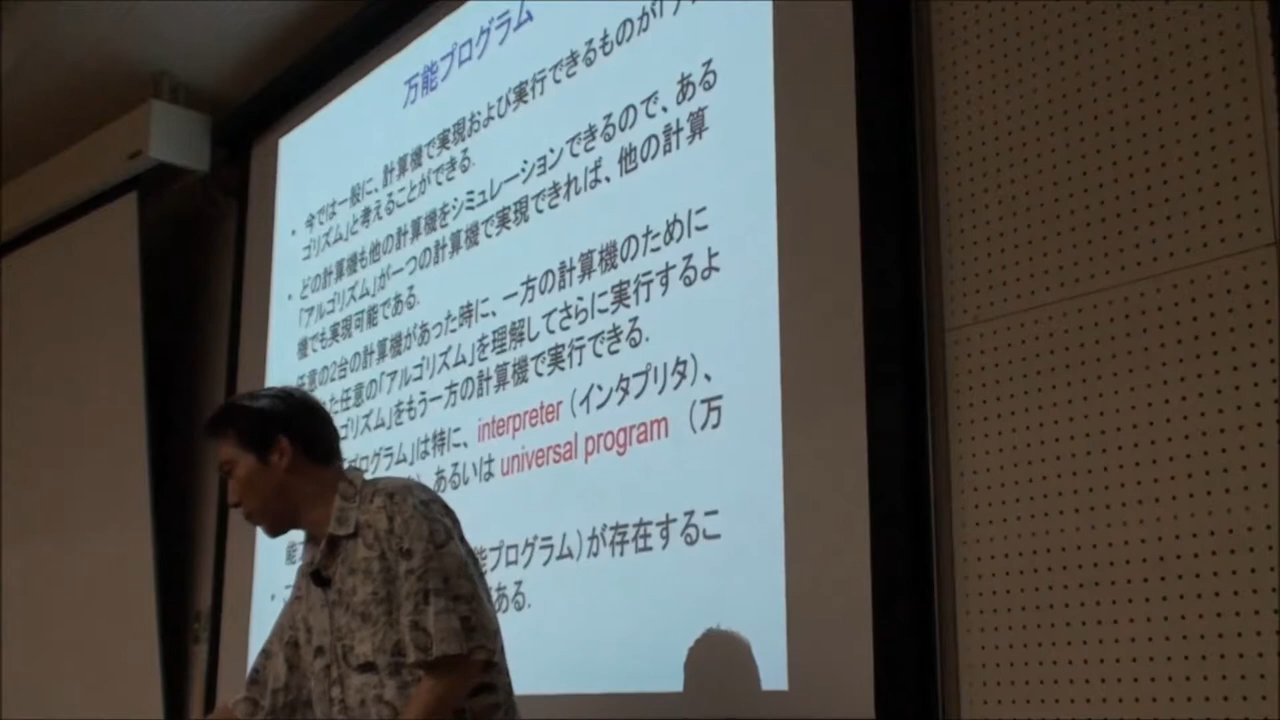 万能プログラム
・ 今では一般に、計算機で実現および実行できるものが「
ゴリズム」と考えることができる.
・ どの計算機も他の計算機をシミュレーションできるので、ある
「アルゴリズム」が一つの計算機で実現できれば、他の計算
機でも実現可能である.
任意の2台の計算機があった時に、一方の計算機のために
た任意の「アルゴリズム」を理解してさらに実行するよ
ゴリズム」をもう一方の計算機で実行できる.
プログラム」は特に、interpreter (インタプリタ)、
あるいは universal program (万
能
能プログラム)が存在するこ
・
ある.